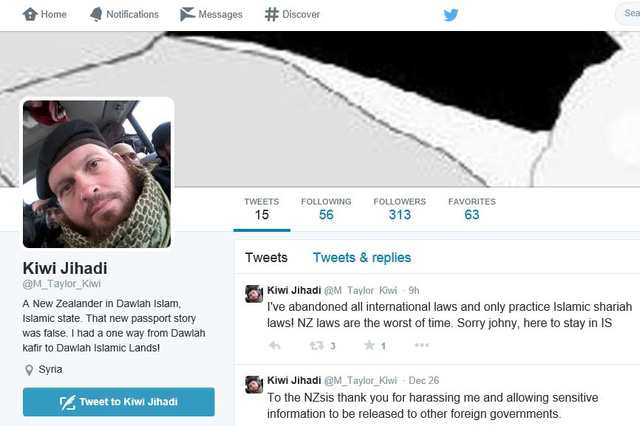 Home Notifications Messages Discover Sea
TWEETS FOLLOWING FOLLOWERS FAVORITES
15 56 313 63
Kiwi Jihadi
@M_Taylor_Kiwi
A New Zealander in Dawlah Islam,
Islamic state. That new passport story
was false. I had a one way from Dawlah
kafir to Dawlah Islamic Lands!
Syria
Tweet to Kiwi Jihadi
Tweets Tweets & replies
Kiwi Jihadi @M_Taylor_Kiwi · 9h
I've abandoned all international laws and only practice Islamic shariah
laws! NZ laws are the worst of time. Sorry johny, here to stay in IS
3 1
Kiwi Jihadi @M_Taylor_Kiwi · Dec 26
To the NZsis thank you for harassing me and allowing sensitive
information to be released to other foreign governments.